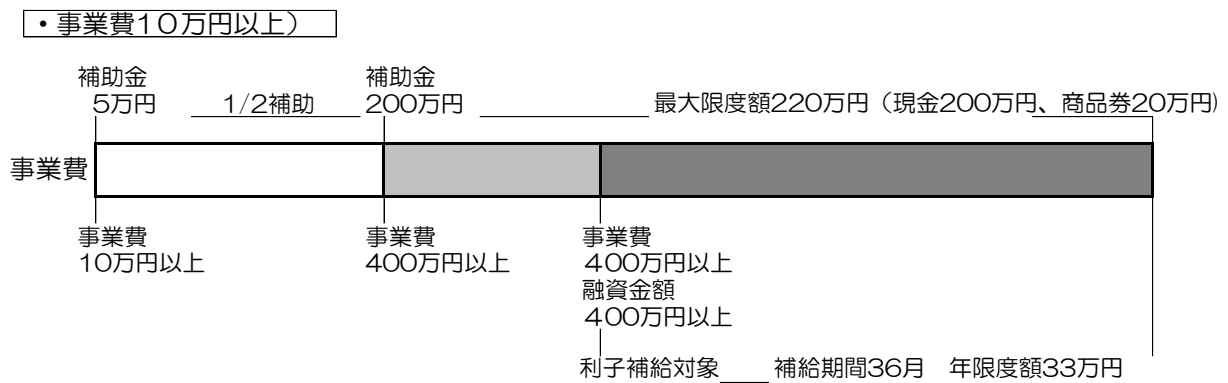 ・事業費10万円以上）
補助金 補助金
5万円 1/2補助 200万円 最大限度額220万円（現金200万円、商品券20万円)
事業費
事業費 事業費 事業費
10万円以上 400万円以上 400万円以上
融資金額
400万円以上
利子補給対象 補給期間36月 年限度額33万円